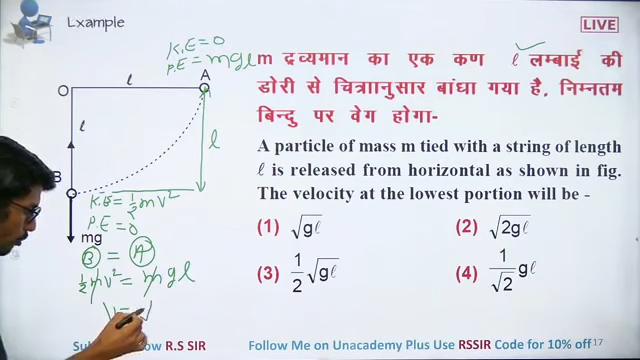 Lxample
LIVE
K.E=0
P.E= mgl
A
O
l
l
l
B
K.E= 1/2 mv²
P.E=0
mg
B = A
1/2 mv² = mgl
v= √
m द्रव्यमान का एक कण ℓ लम्बाई की
डोरी से चित्राानुसार बांधा गया है, निम्नतम
बिन्दु पर वेग होगा-
A particle of mass m tied with a string of length
ℓ is released from horizontal as shown in fig.
The velocity at the lowest portion will be -
(1) √gℓ
(2) √2gℓ
(3) 1/2 √gℓ
(4) 1/√2 gℓ
R.S SIR
Follow Me on Unacademy Plus Use RSSIR Code for 10% off
17